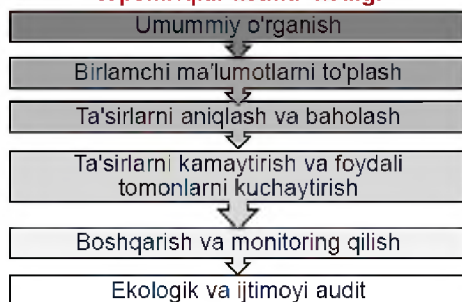 Umummiy o'rganish
Birlamchi ma'lumotlarni to'plash
Ta'sirlarni aniqlash va baholash
Ta'sirlarni kamaytirish va foydali
tomonlarni kuchaytirish
Boshqarish va monitoring qilish
Ekologik va ijtimoyi audit